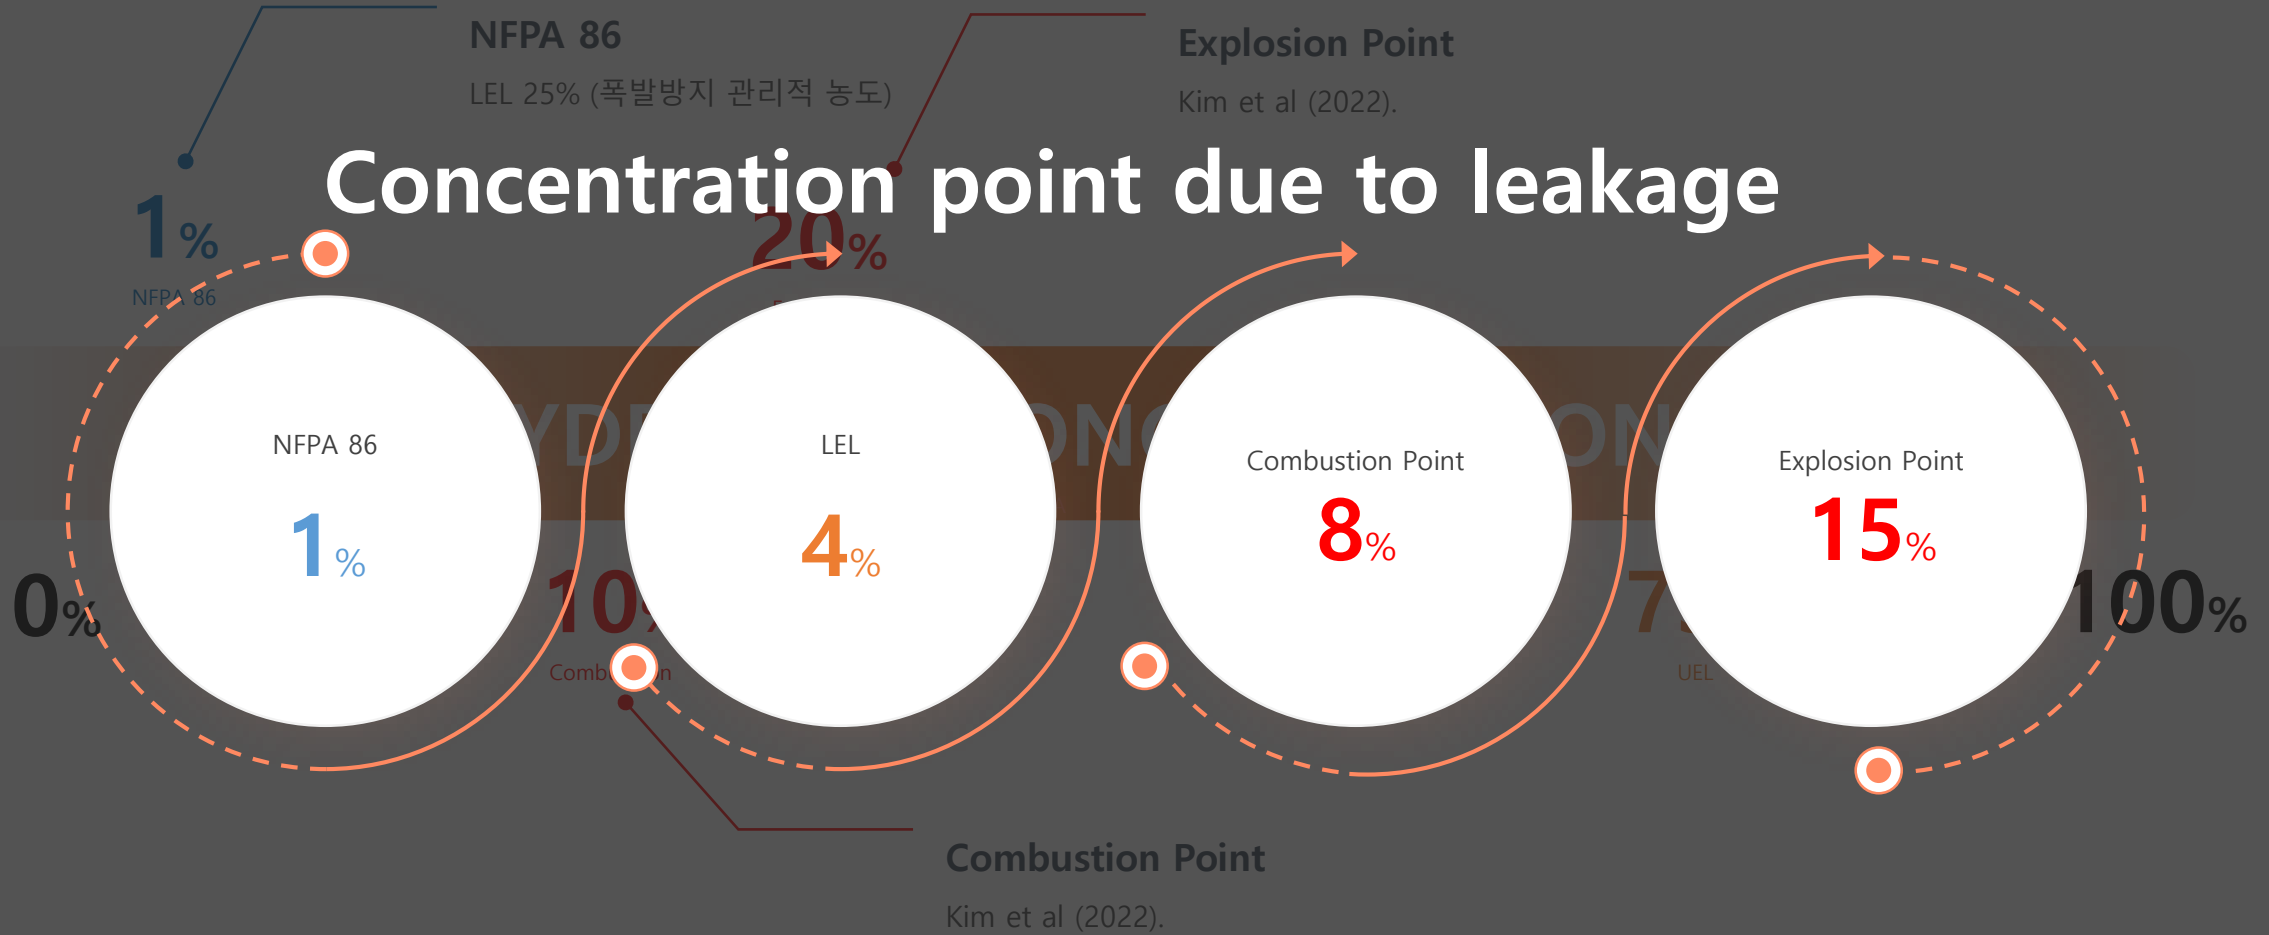 NFPA 86
LEL 25% (폭발방지 관리적 농도)
Explosion Point
Kim et al (2022).
Concentration point due to leakage
1%
NFPA 86
20%
NFPA 86
1%
LEL
4%
Combustion Point
8%
Explosion Point
15%
0%
10%
100%
UEL
Combustion Point
Kim et al (2022).